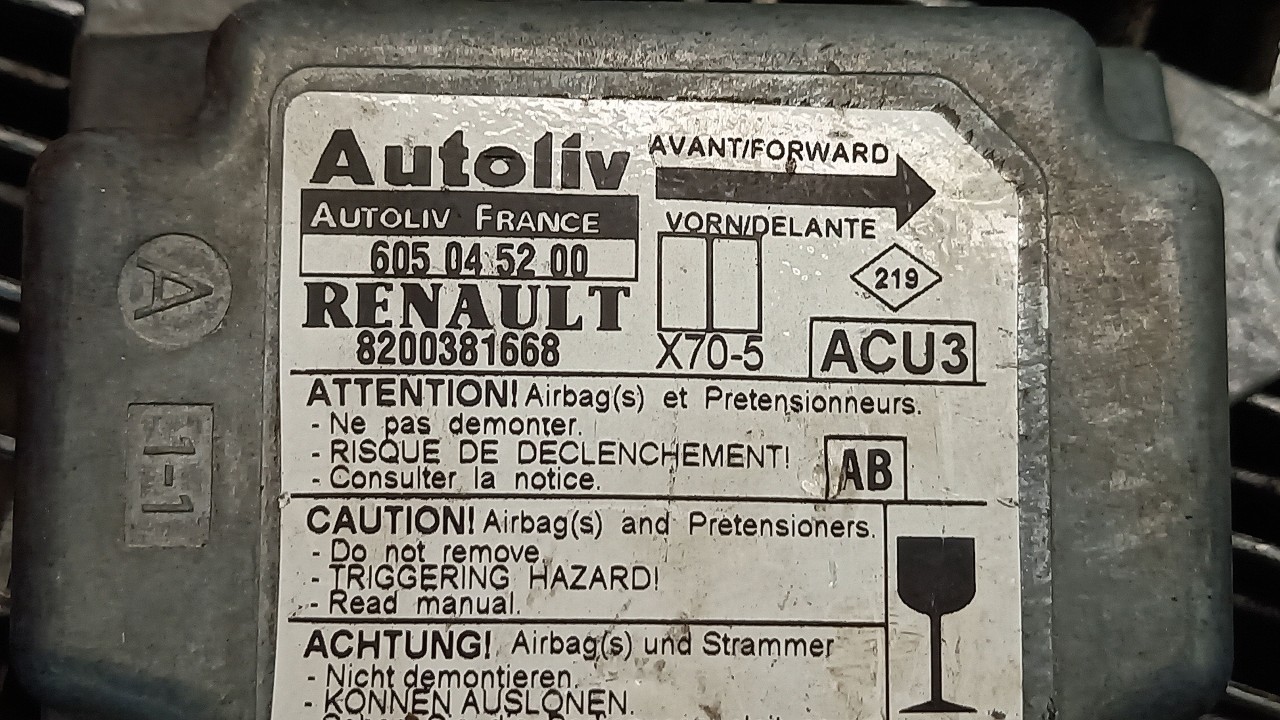 Autoliv
AUTOLIV FRANCE
605 04 52 00
RENAULT
8200381668
AVANT/FORWARD
VORN/DELANTE
219
X70-5
ACU3
ATTENTION! Airbag(s) et Pretensionneurs.
- Ne pas demonter.
- RISQUE DE DECLENCHEMENT!
- Consulter la notice.
AB
CAUTION! Airbag(s) and Pretensioners.
- Do not remove.
- TRIGGERING HAZARD!
- Read manual.
ACHTUNG! Airbag(s) und Strammer
- Nicht demontieren.
- KONNEN AUSLONEN.
A
1-1